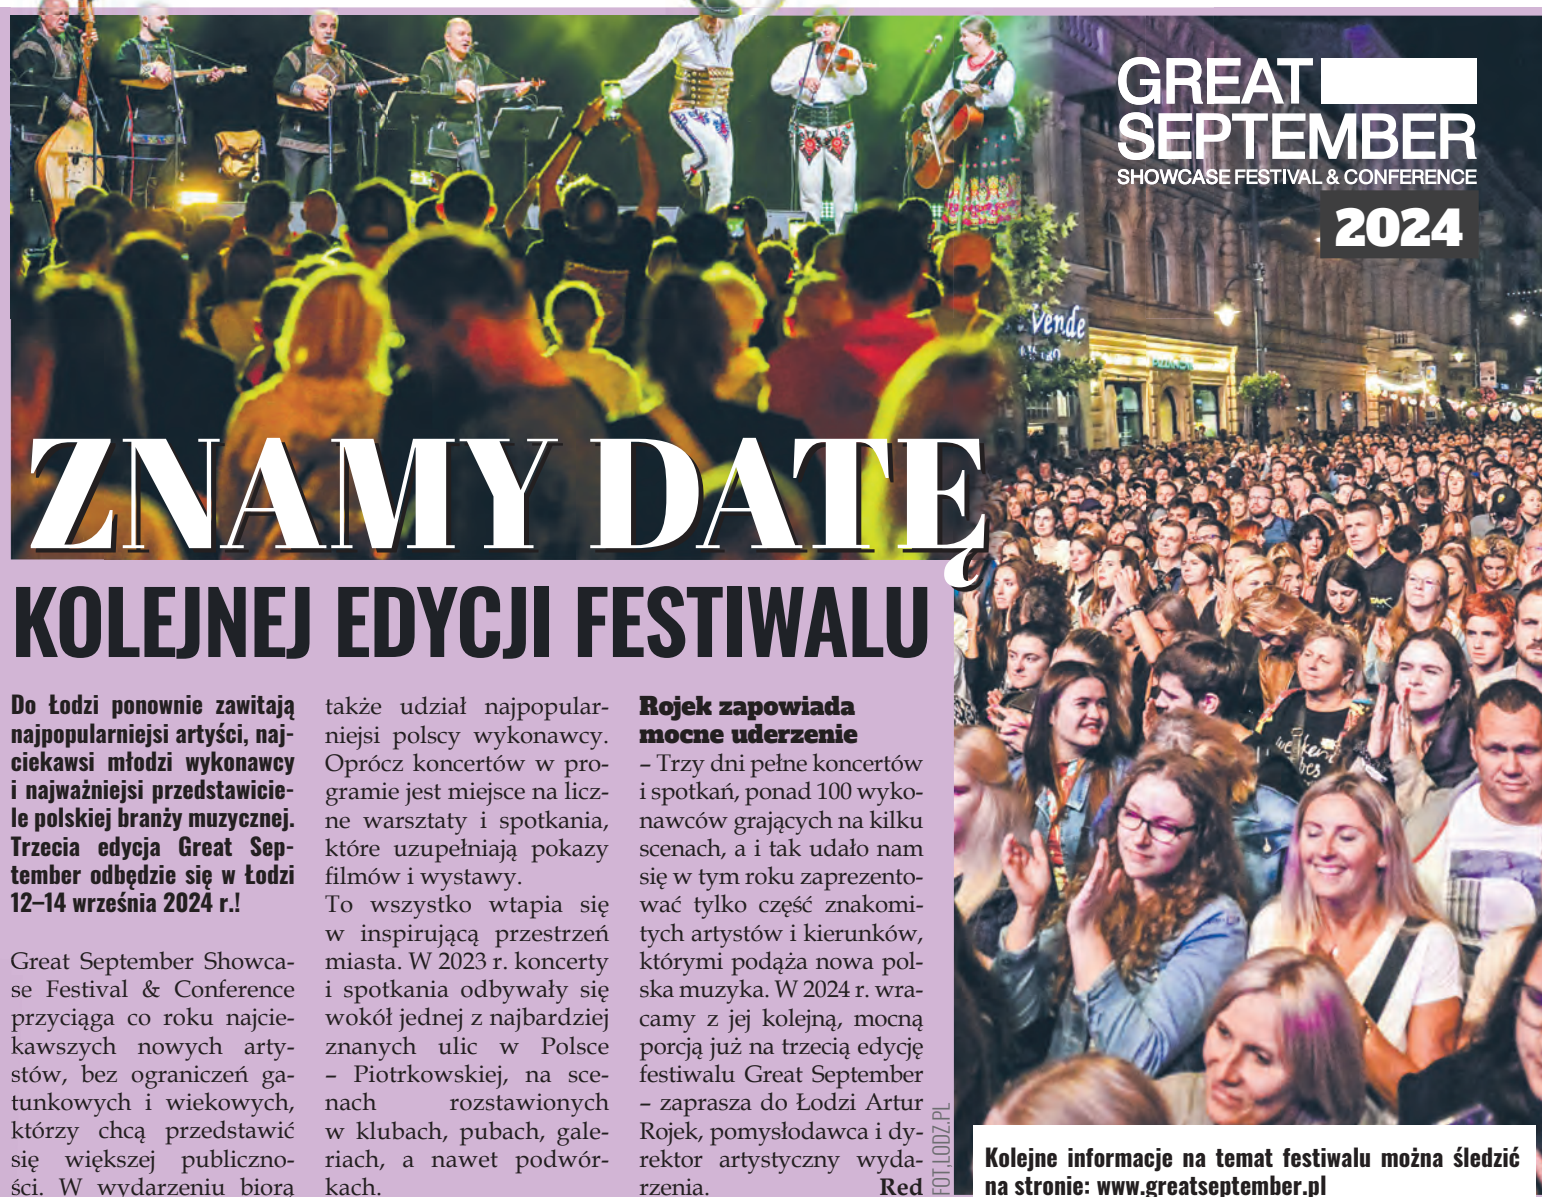 GREAT
SEPTEMBER
SHOWCASE FESTIVAL & CONFERENCE
2024
Vende
ZNAMY DATĘ
KOLEJNEJ EDYCJI FESTIWALU
Do Łodzi ponownie zawitają
najpopularniejsi artyści, naj-
ciekawsi młodzi wykonawcy
i najważniejsi przedstawicie-
le polskiej branży muzycznej.
Trzecia edycja Great Sep-
tember odbędzie się w Łodzi
12–14 września 2024 r.!
Great September Showca-
se Festival & Conference
przyciąga co roku najcie-
kawszych nowych arty-
stów, bez ograniczeń ga-
tunkowych i wiekowych,
którzy chcą przedstawić
się większej publiczno-
ści. W wydarzeniu biorą
także udział najpopular-
niejsi polscy wykonawcy.
Oprócz koncertów w pro-
gramie jest miejsce na licz-
ne warsztaty i spotkania,
które uzupełniają pokazy
filmów i wystawy.
To wszystko wtapia się
w inspirującą przestrzeń
miasta. W 2023 r. koncerty
i spotkania odbywały się
wokół jednej z najbardziej
znanych ulic w Polsce
– Piotrkowskiej, na sce-
nach rozstawionych
w klubach, pubach, gale-
riach, a nawet podwór-
kach.
Rojek zapowiada
mocne uderzenie
– Trzy dni pełne koncertów
i spotkań, ponad 100 wyko-
nawców grających na kilku
scenach, a i tak udało nam
się w tym roku zaprezento-
wać tylko część znakomi-
tych artystów i kierunków,
którymi podąża nowa pol-
ska muzyka. W 2024 r. wra-
camy z jej kolejną, mocną
porcją już na trzecią edycję
festiwalu Great September
– zaprasza do Łodzi Artur
Rojek, pomysłodawca i dy-
rektor artystyczny wyda-
rzenia. Red
FOT.LODZ.PL
Kolejne informacje na temat festiwalu można śledzić
na stronie: www.greatseptember.pl